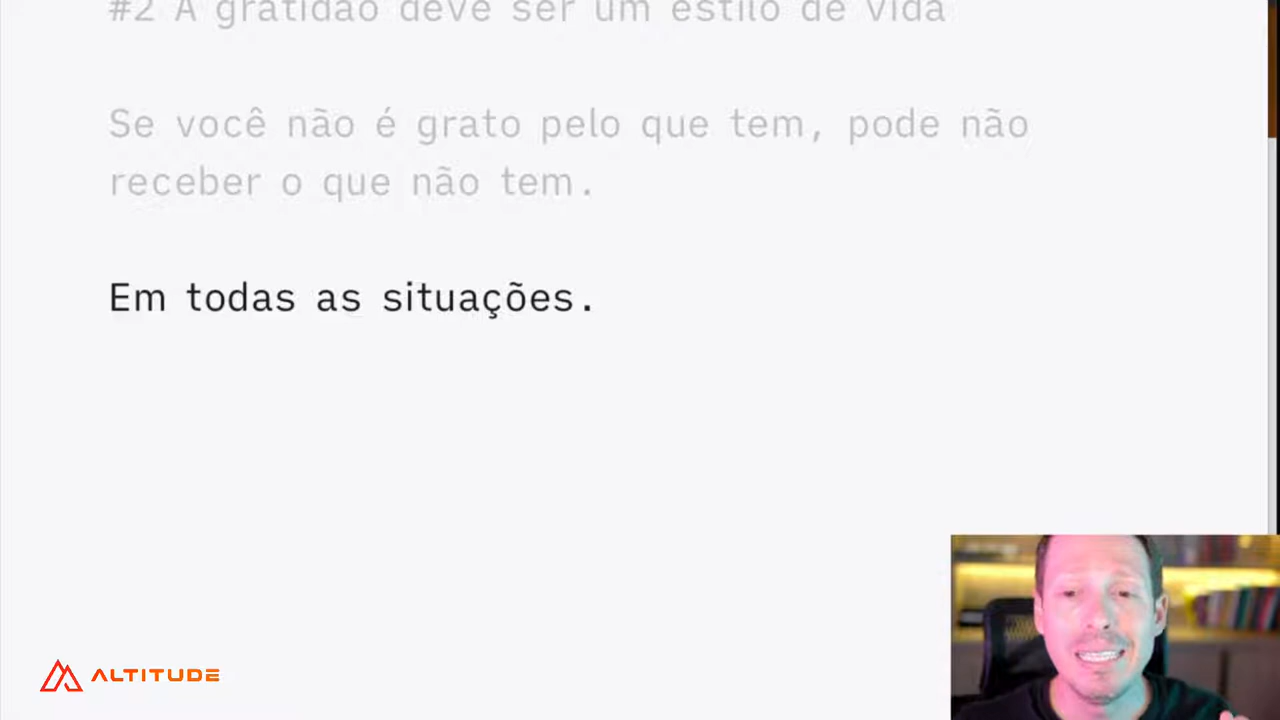 #2 A gratidão deve ser um estilo de vida
Se você não é grato pelo que tem, pode não
receber o que não tem.
Em todas as situações.
ALTITUDE